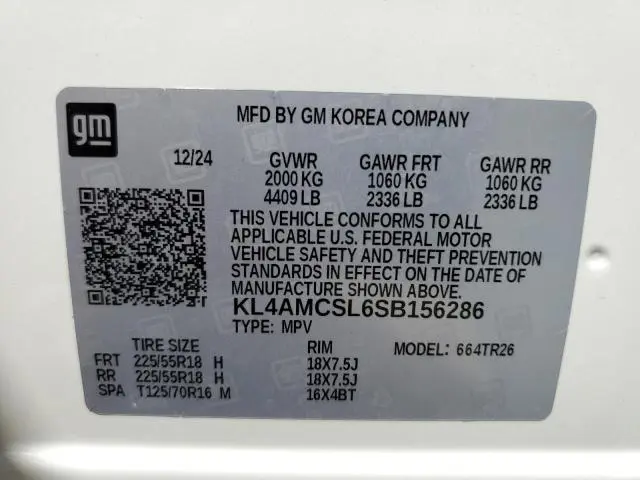 gm
MFD BY GM KOREA COMPANY
12/24 GVWR GAWR FRT GAWR RR
2000 KG 1060 KG 1060 KG
4409 LB 2336 LB 2336 LB
THIS VEHICLE CONFORMS TO ALL
APPLICABLE U.S. FEDERAL MOTOR
VEHICLE SAFETY AND THEFT PREVENTION
STANDARDS IN EFFECT ON THE DATE OF
MANUFACTURE SHOWN ABOVE.
KL4AMCSL6SB156286
TYPE: MPV
TIRE SIZE RIM MODEL: 664TR26
FRT 225/55R18 H 18X7.5J
RR 225/55R18 H 18X7.5J
SPA T125/70R16 M 16X4BT